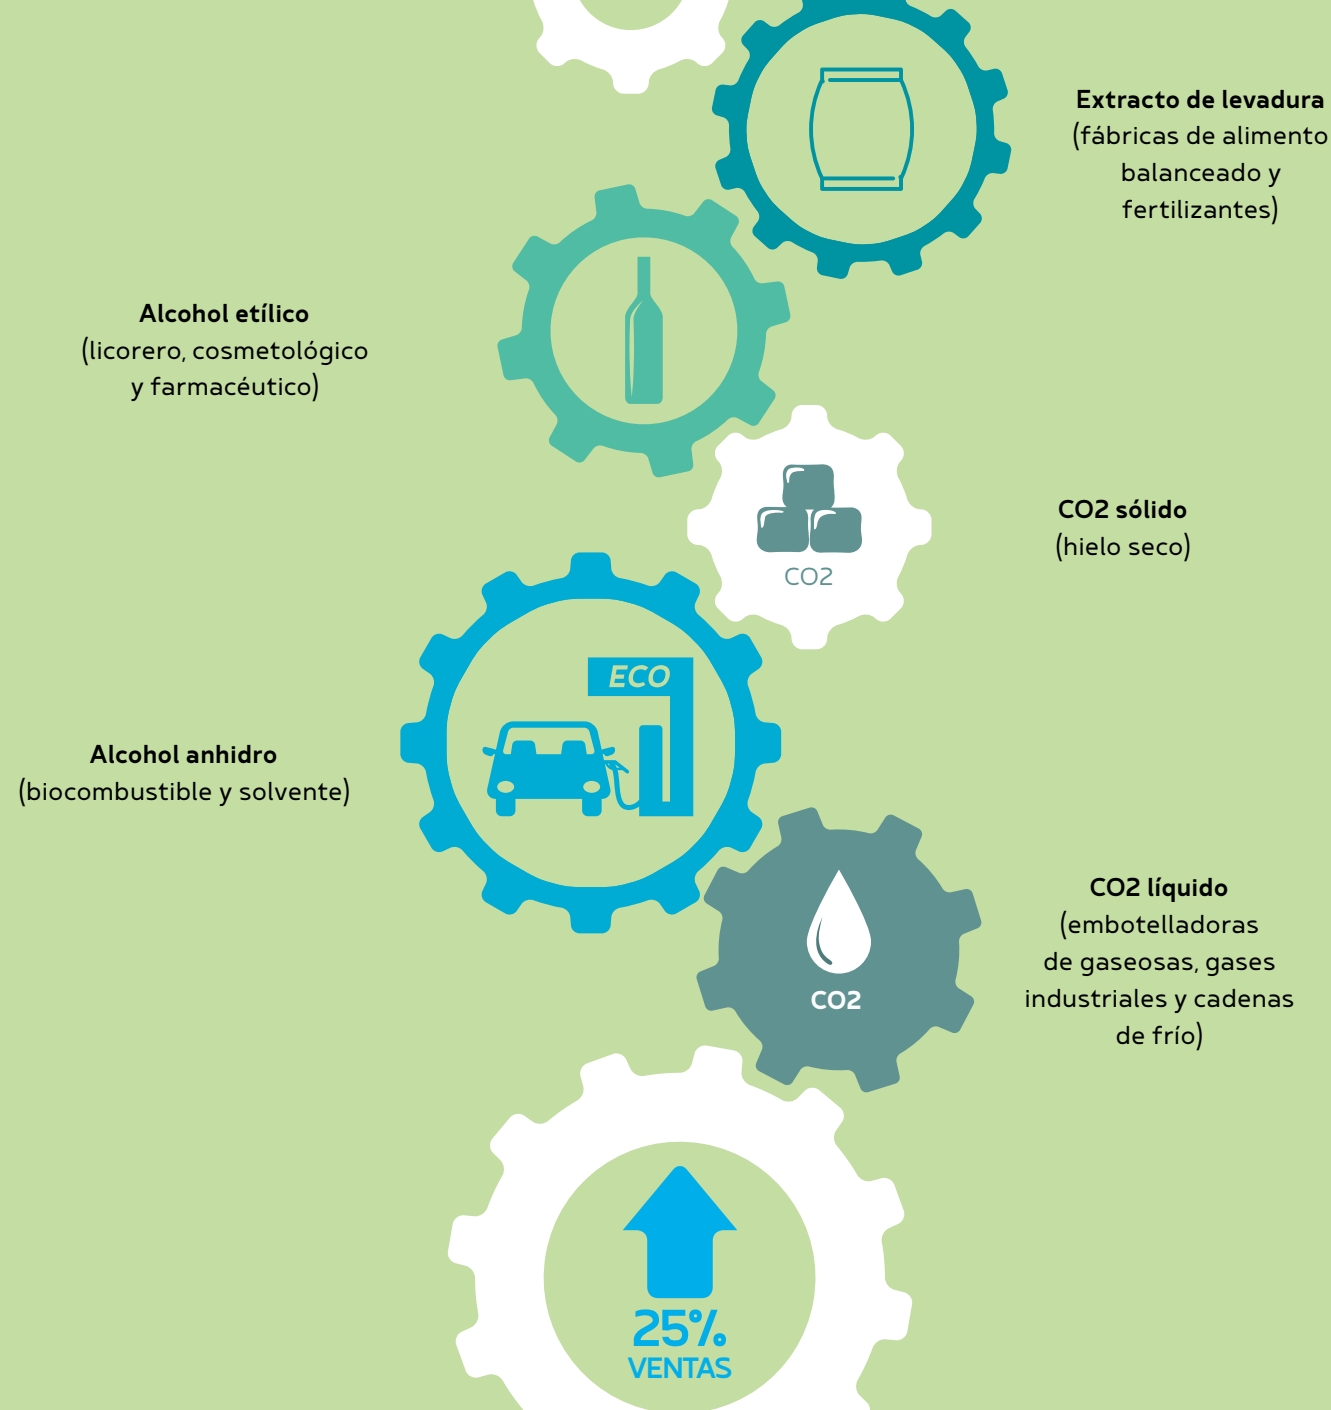 Extracto de levadura
(fábricas de alimento
balanceado y
fertilizantes)
Alcohol etílico
(licorero, cosmetológico
y farmacéutico)
CO2 sólido
(hielo seco)
CO2
ECO
Alcohol anhidro
(biocombustible y solvente)
CO2 líquido
(embotelladoras
de gaseosas, gases
industriales y cadenas
de frío)
CO2
25%
VENTAS